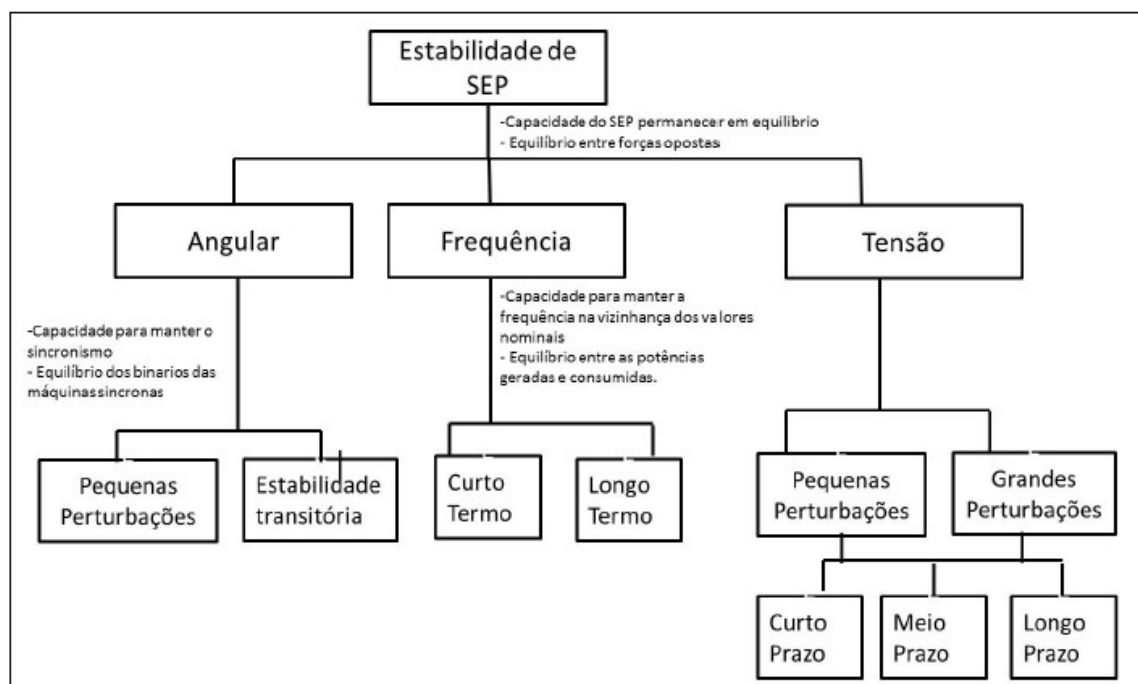 Estabilidade de
SEP
-Capacidade do SEP permanecer em equilibrio
- Equilíbrio entre forças opostas
Angular
Frequência
Tensão
-Capacidade para manter o
sincronismo
- Equilíbrio dos binarios das
máquinas sincronas
-Capacidade para manter a
frequência na vizinhança dos valores
nominais
- Equilíbrio entre as potências
geradas e consumidas.
Pequenas
Perturbações
Estabilidade
transitória
Curto
Termo
Longo
Termo
Pequenas
Perturbações
Grandes
Perturbações
Curto
Prazo
Meio
Prazo
Longo
Prazo